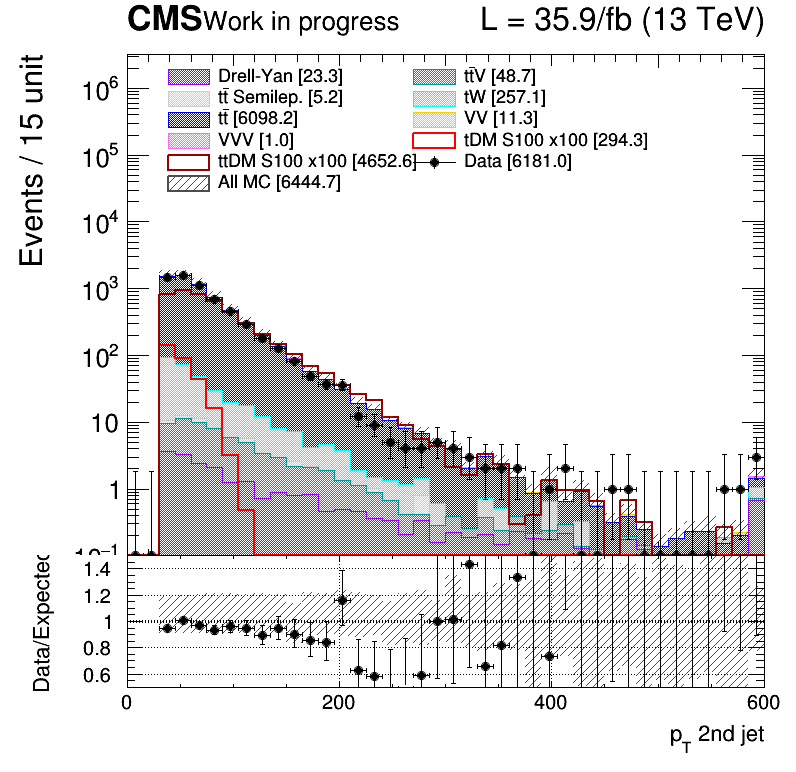 CMS Work in progress L = 35.9/fb (13 TeV)
Drell-Yan [23.3] tt̄V [48.7]
tt̄ Semilep. [5.2] tW [257.1]
tt̄ [6098.2] VV [11.3]
VVV [1.0] tDM S100 x100 [294.3]
ttDM S100 x100 [4652.6] Data [6181.0]
All MC [6444.7]
Events / 15 unit
10⁶
10⁵
10⁴
10³
10²
10
1
10⁻¹
Data/Expected
1.4
1.2
1
0.8
0.6
0 200 400 600
p_T 2nd jet